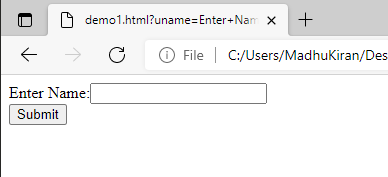 demo1.html?uname=Enter+Nam
File C:/Users/MadhuKiran/Des
Enter Name:
Submit